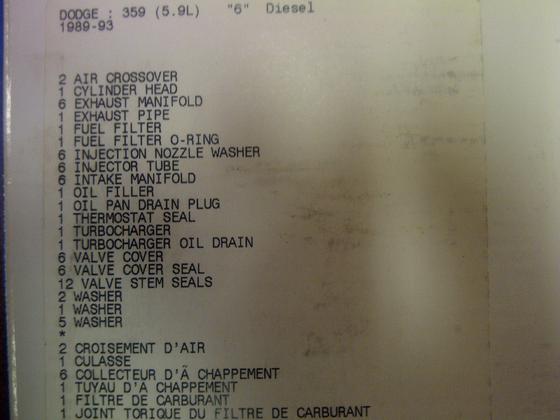 DODGE : 359 (5.9L) "6" Diesel
1989-93
2 AIR CROSSOVER
1 CYLINDER HEAD
6 EXHAUST MANIFOLD
1 EXHAUST PIPE
1 FUEL FILTER
1 FUEL FILTER O-RING
6 INJECTION NOZZLE WASHER
6 INJECTOR TUBE
6 INTAKE MANIFOLD
1 OIL FILLER
1 OIL PAN DRAIN PLUG
1 THERMOSTAT SEAL
1 TURBOCHARGER
1 TURBOCHARGER OIL DRAIN
6 VALVE COVER
6 VALVE COVER SEAL
12 VALVE STEM SEALS
2 WASHER
1 WASHER
5 WASHER
*
2 CROISEMENT D'AIR
1 CULASSE
6 COLLECTEUR D'Ã CHAPPEMENT
1 TUYAU D'A CHAPPEMENT
1 FILTRE DE CARBURANT
1 JOINT TORIQUE DU FILTRE DE CARBURANT